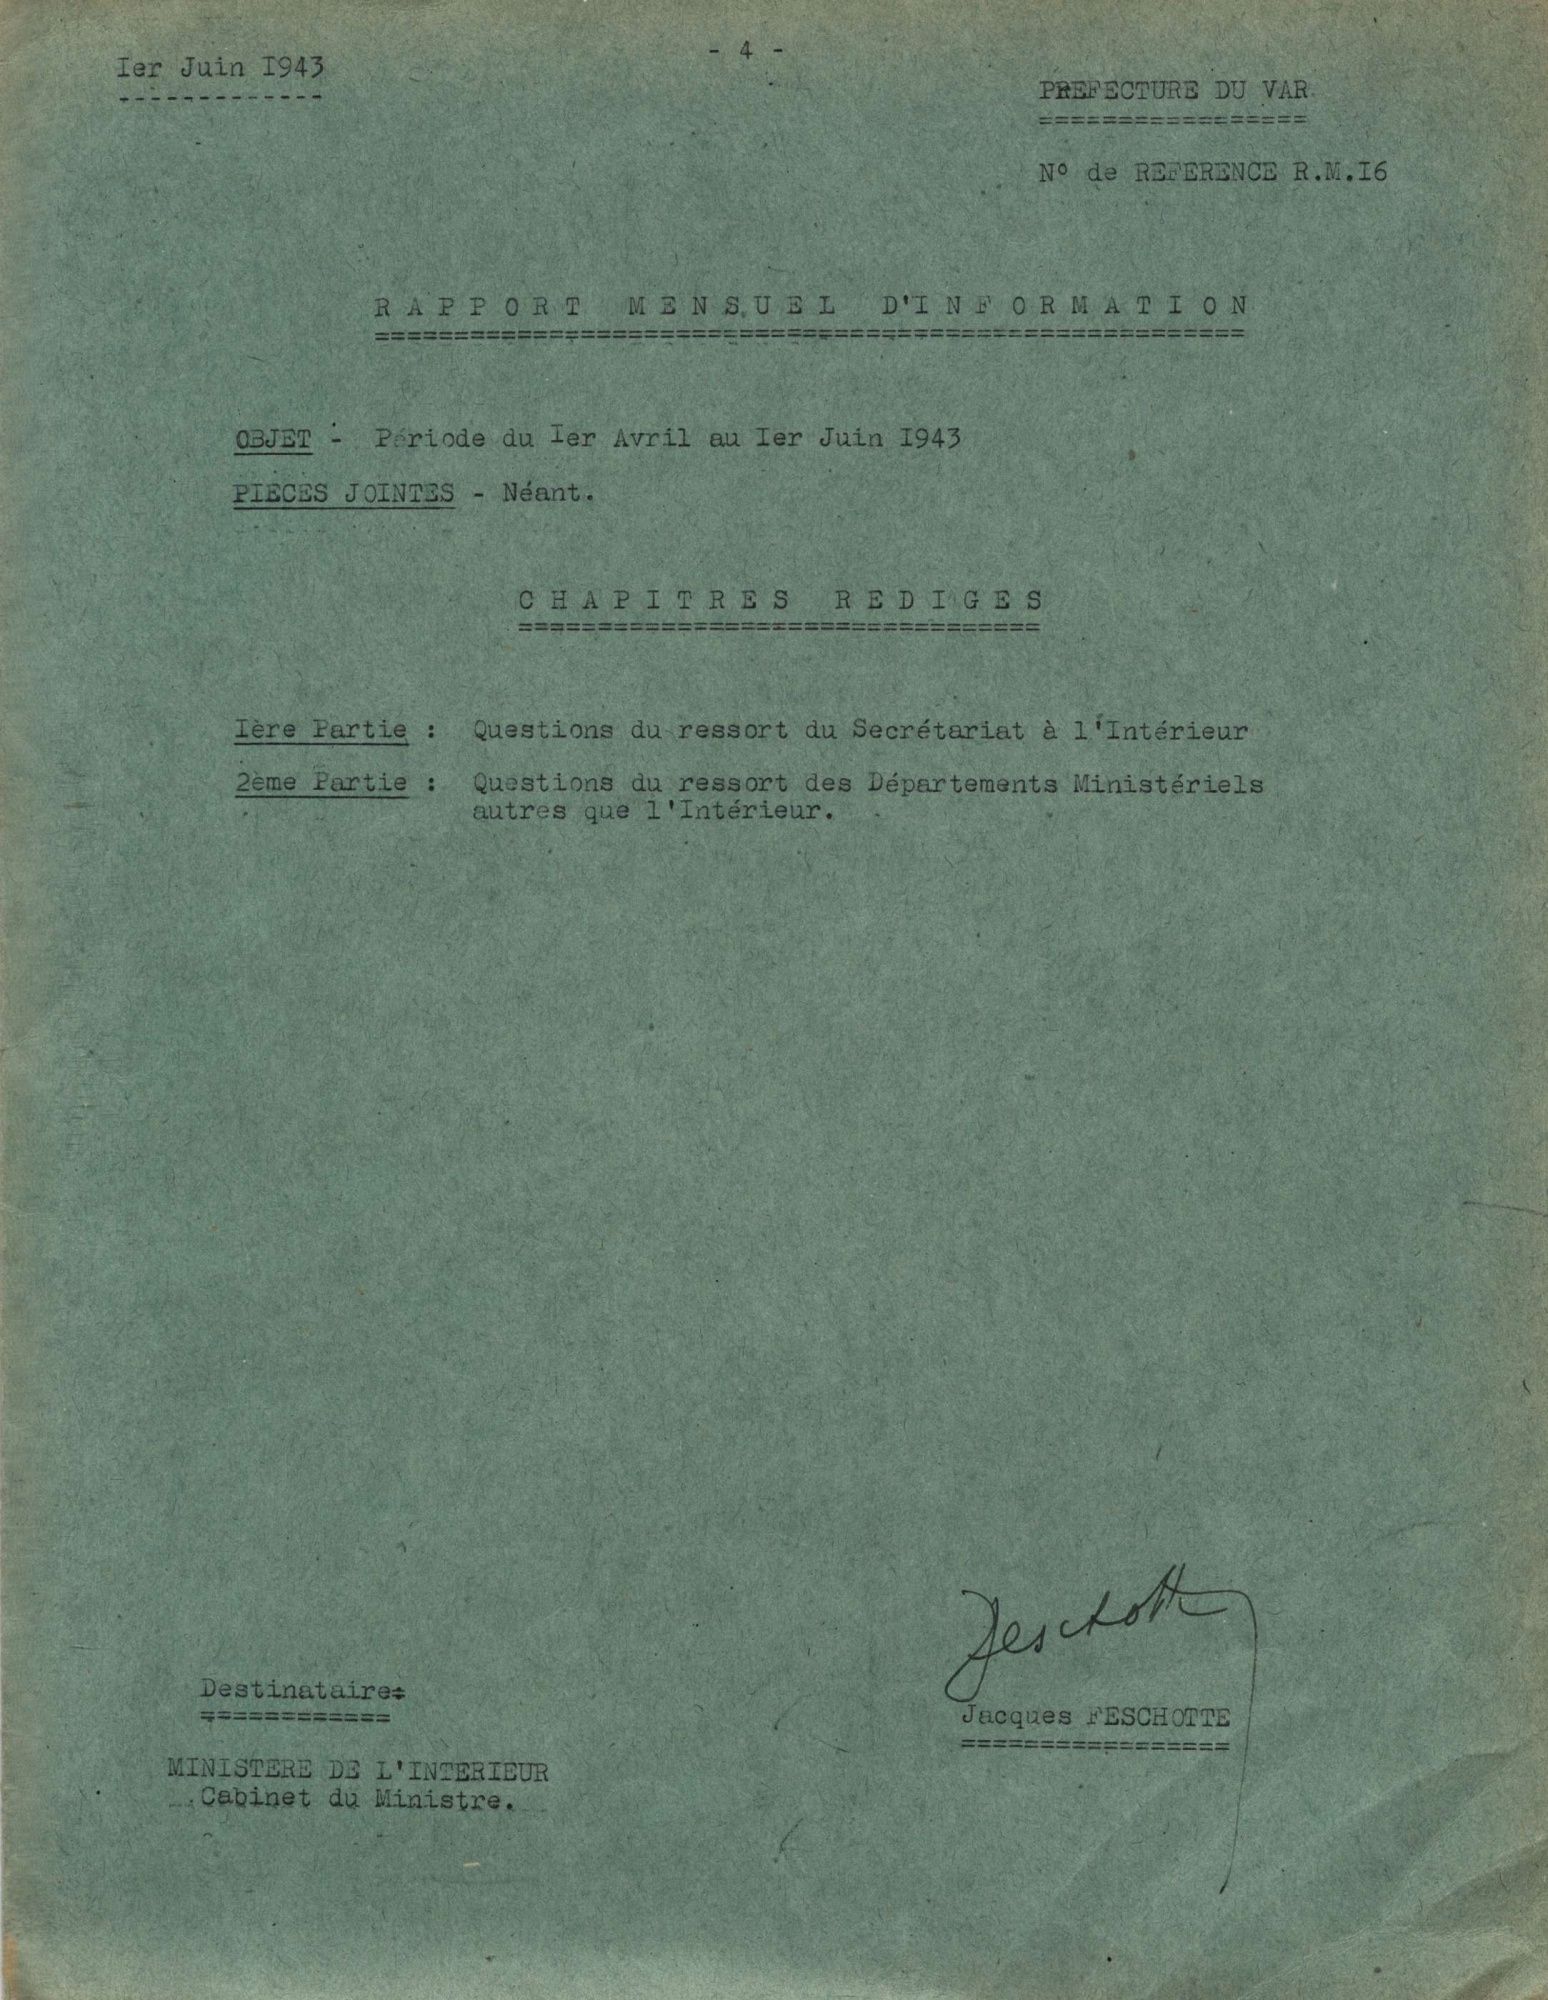 - 4 -
Ier Juin I943
PREFECTURE DU VAR
N° de REFERENCE R.M.I6
RAPPORT MENSUEL D'INFORMATION
OBJET - Période du Ier Avril au Ier Juin I943
PIECES JOINTES - Néant.
CHAPITRES REDIGES
Ière Partie : Questions du ressort du Secrétariat à l'Intérieur
2ème Partie : Questions du ressort des Départements Ministériels
autres que l'Intérieur.
Feschotte
Destinataire:
Jacques FESCHOTTE
MINISTERE DE L'INTERIEUR
Cabinet du Ministre.